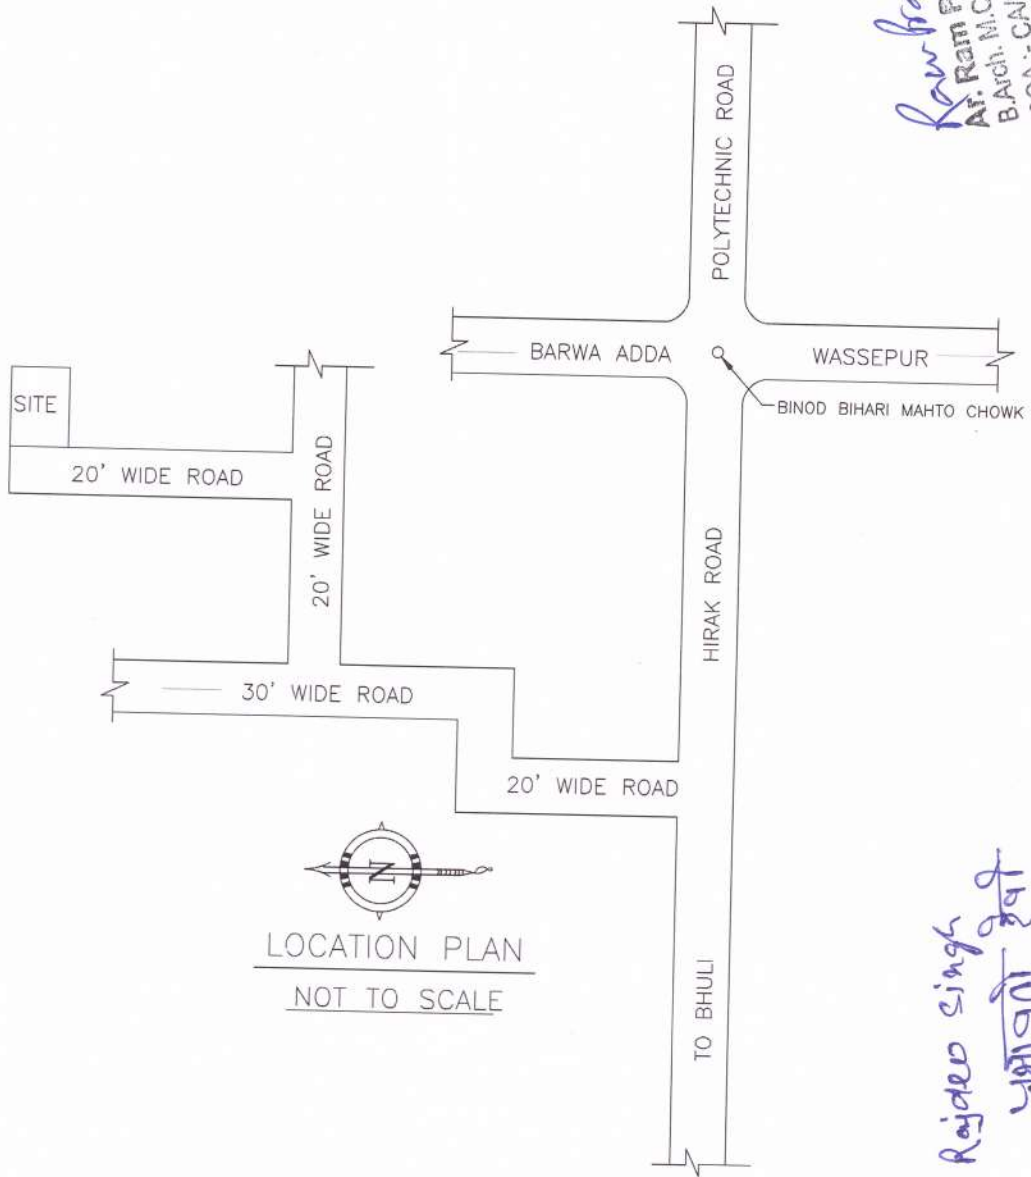 Ar. Ram
B.Arch. M.C
POLYTECHNIC ROAD
BARWA ADDA
WASSEPUR
BINOD BIHARI MAHTO CHOWK
SITE
20' WIDE ROAD
20' WIDE ROAD
HIRAK ROAD
30' WIDE ROAD
20' WIDE ROAD
N
LOCATION PLAN
NOT TO SCALE
TO BHULI
Rajdeo Singh